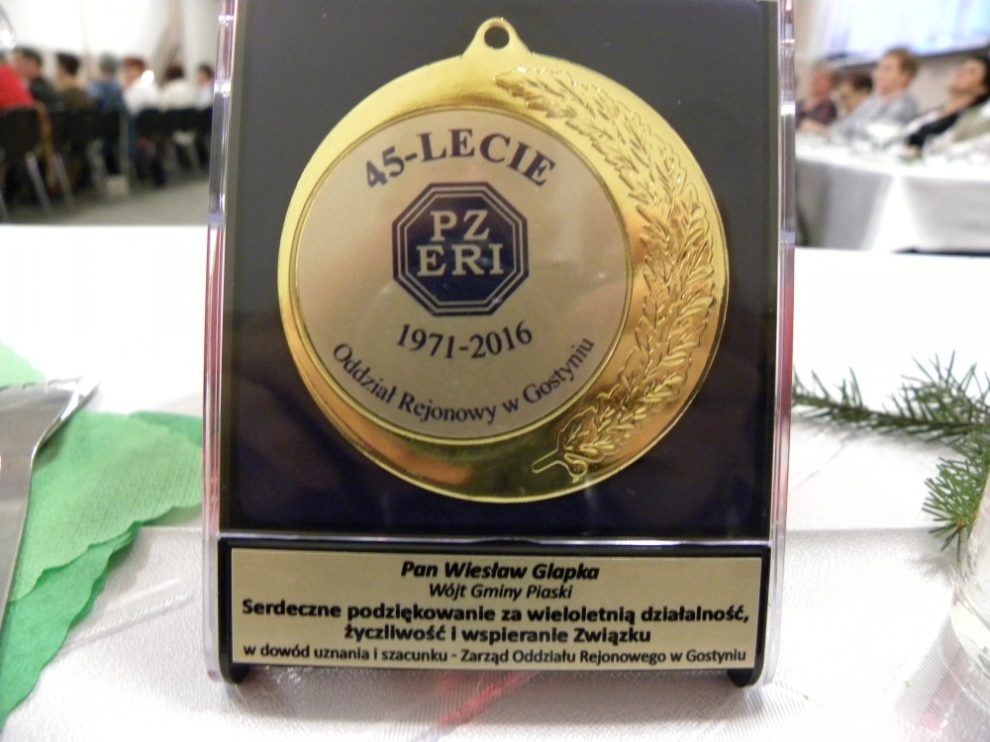 45-LECIE
PZ
ERI
1971-2016
Oddział Rejonowy w Gostyniu
Pan Wiesław Glapka
Wójt Gminy Piaski
Serdeczne podziękowanie za wieloletnią działalność,
życzliwość i wspieranie Związku
w dowód uznania i szacunku - Zarząd Oddziału Rejonowego w Gostyniu